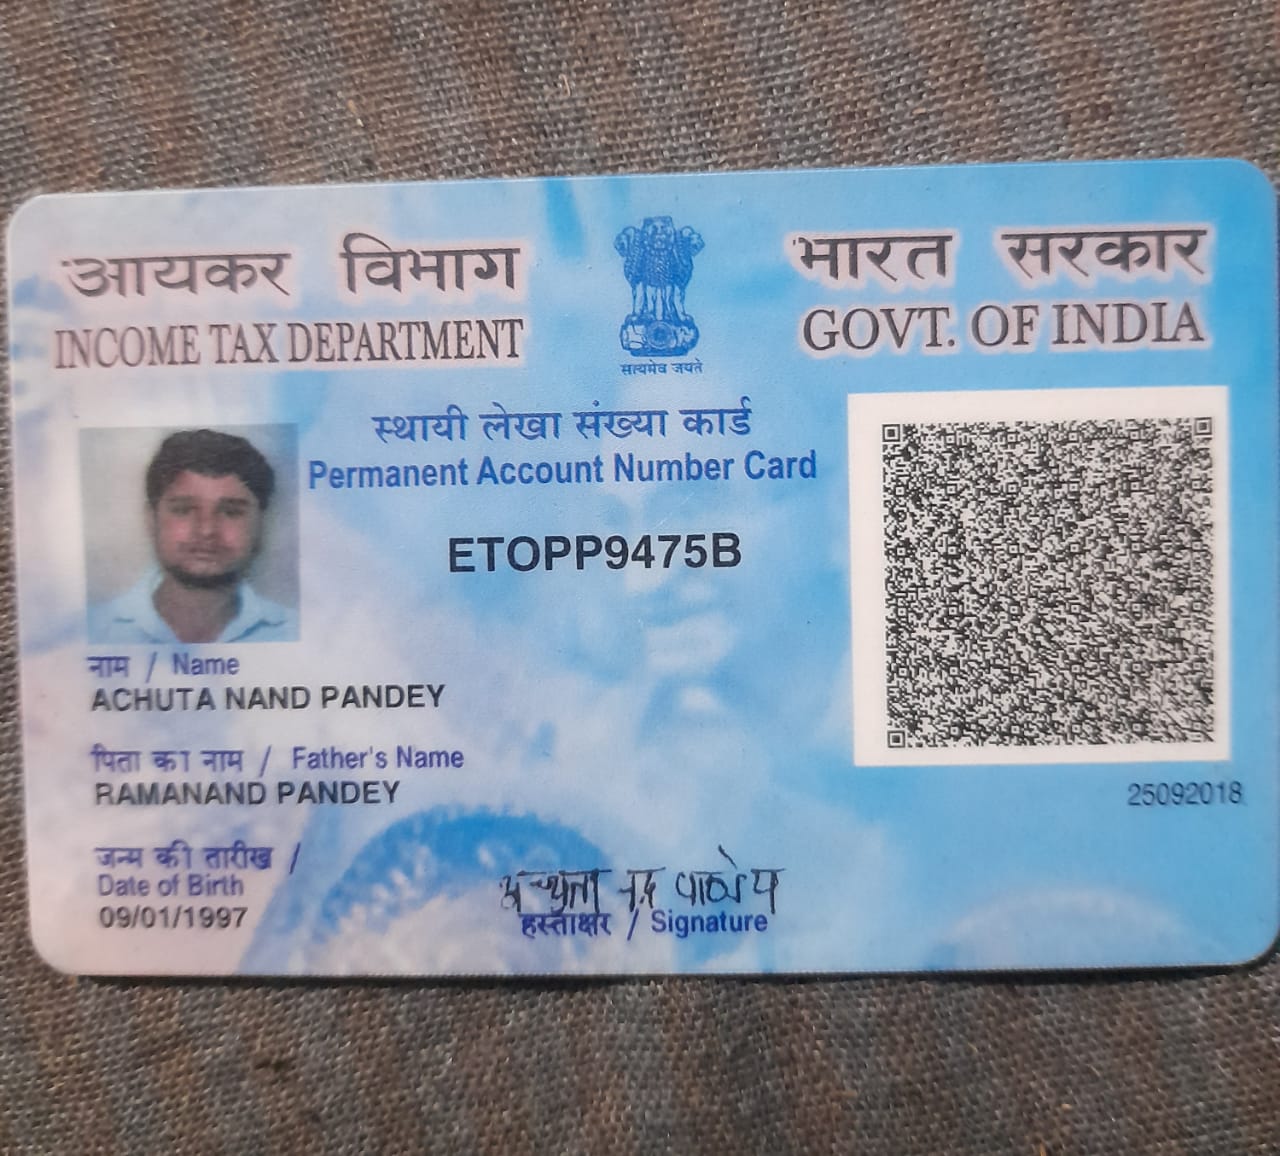 आयकर विभाग
INCOME TAX DEPARTMENT
सत्यमेव जयते
भारत सरकार
GOVT. OF INDIA
स्थायी लेखा संख्या कार्ड
Permanent Account Number Card
ETOPP9475B
नाम / Name
ACHUTA NAND PANDEY
पिता का नाम / Father's Name
RAMANAND PANDEY
25092018
जन्म की तारीख /
Date of Birth
09/01/1997
हस्ताक्षर / Signature